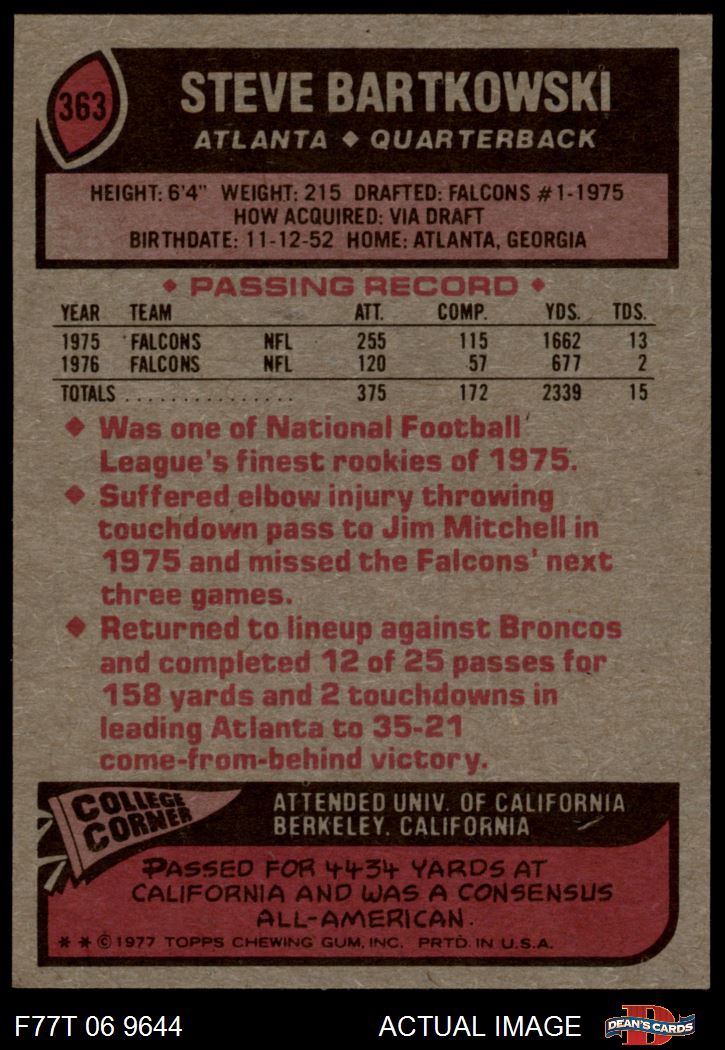 363
STEVE BARTKOWSKI
ATLANTA ◆ QUARTERBACK
HEIGHT: 6'4" WEIGHT: 215 DRAFTED: FALCONS #1-1975
HOW ACQUIRED: VIA DRAFT
BIRTHDATE: 11-12-52 HOME: ATLANTA, GEORGIA
◆ PASSING RECORD ◆
YEAR TEAM ATT. COMP. YDS. TDS.
1975 FALCONS NFL 255 115 1662 13
1976 FALCONS NFL 120 57 677 2
TOTALS ............... 375 172 2339 15
◆ Was one of National Football
League's finest rookies of 1975.
◆ Suffered elbow injury throwing
touchdown pass to Jim Mitchell in
1975 and missed the Falcons' next
three games.
◆ Returned to lineup against Broncos
and completed 12 of 25 passes for
158 yards and 2 touchdowns in
leading Atlanta to 35-21
come-from-behind victory.
COLLEGE
CORNER
ATTENDED UNIV. OF CALIFORNIA
BERKELEY, CALIFORNIA
PASSED FOR 4434 YARDS AT
CALIFORNIA AND WAS A CONSENSUS
ALL-AMERICAN.
* * © 1977 TOPPS CHEWING GUM, INC. PRTD. IN U.S.A.
F77T 06 9644
ACTUAL IMAGE
D
DEAN'S CARDS